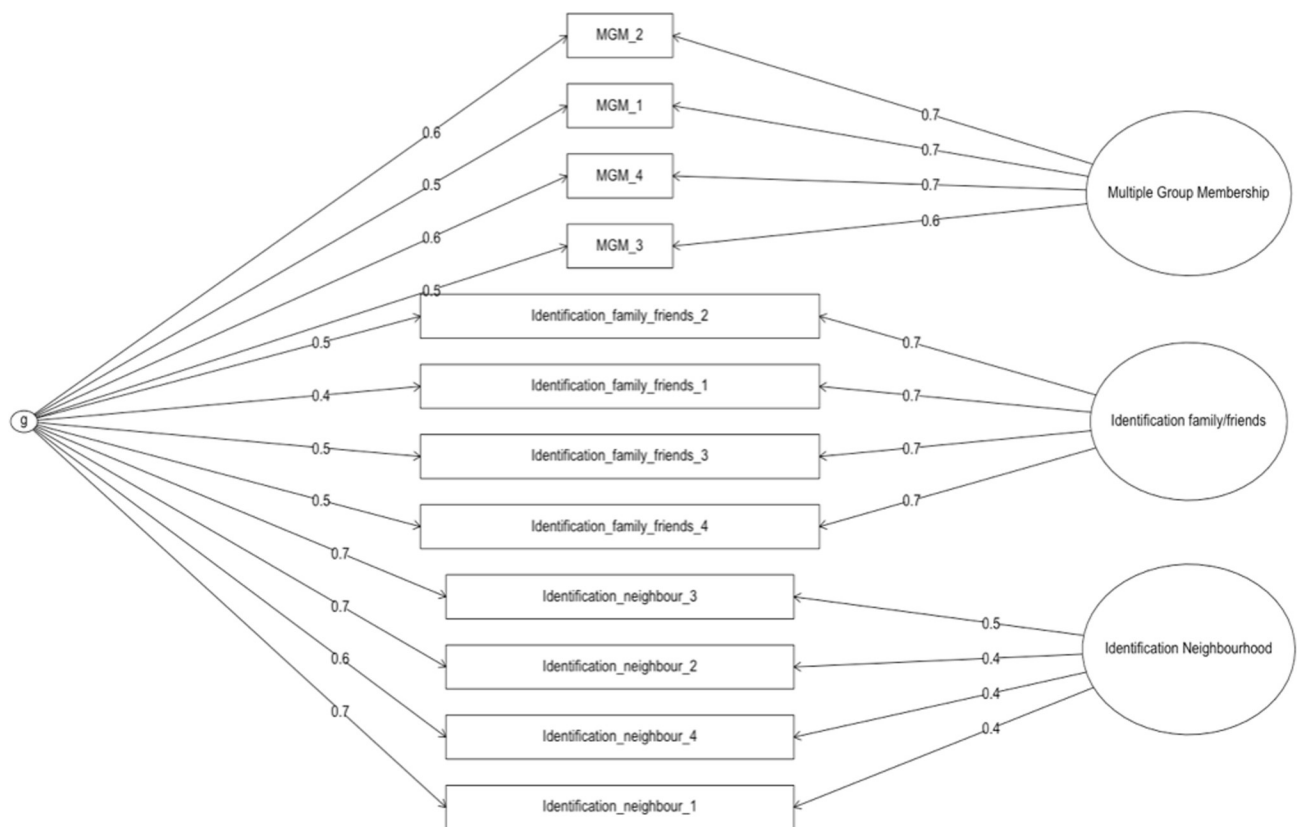 MGM_2
0.6
0.7
MGM_1
0.5
0.7
MGM_4
0.6
0.7
MGM_3
0.5
0.6
Multiple Group Membership
Identification_family_friends_2
0.5
0.7
Identification_family_friends_1
0.4
0.7
g
Identification_family_friends_3
0.5
0.7
Identification_family_friends_4
0.5
0.7
Identification family/friends
Identification_neighbour_3
0.7
0.5
Identification_neighbour_2
0.7
0.4
Identification_neighbour_4
0.6
0.4
Identification_neighbour_1
0.7
0.4
Identification Neighbourhood